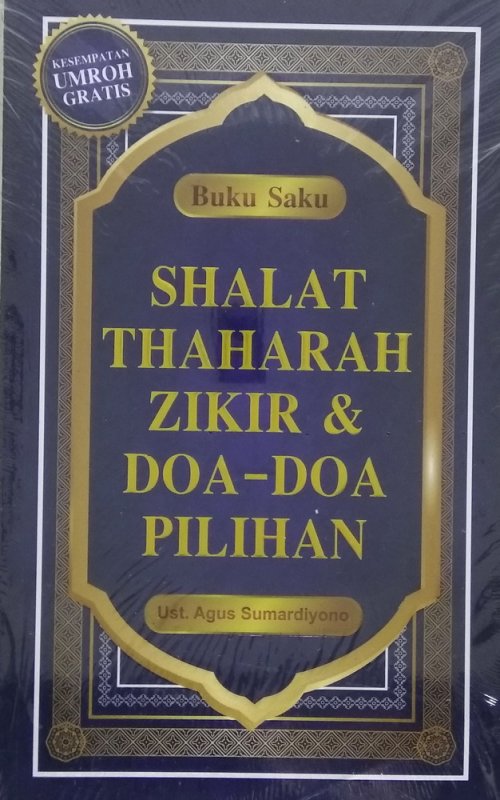 KESEMPATAN
UMROH
GRATIS
Buku Saku
SHALAT
THAHARAH
ZIKIR &
DOA-DOA
PILIHAN
Ust. Agus Sumardiyono